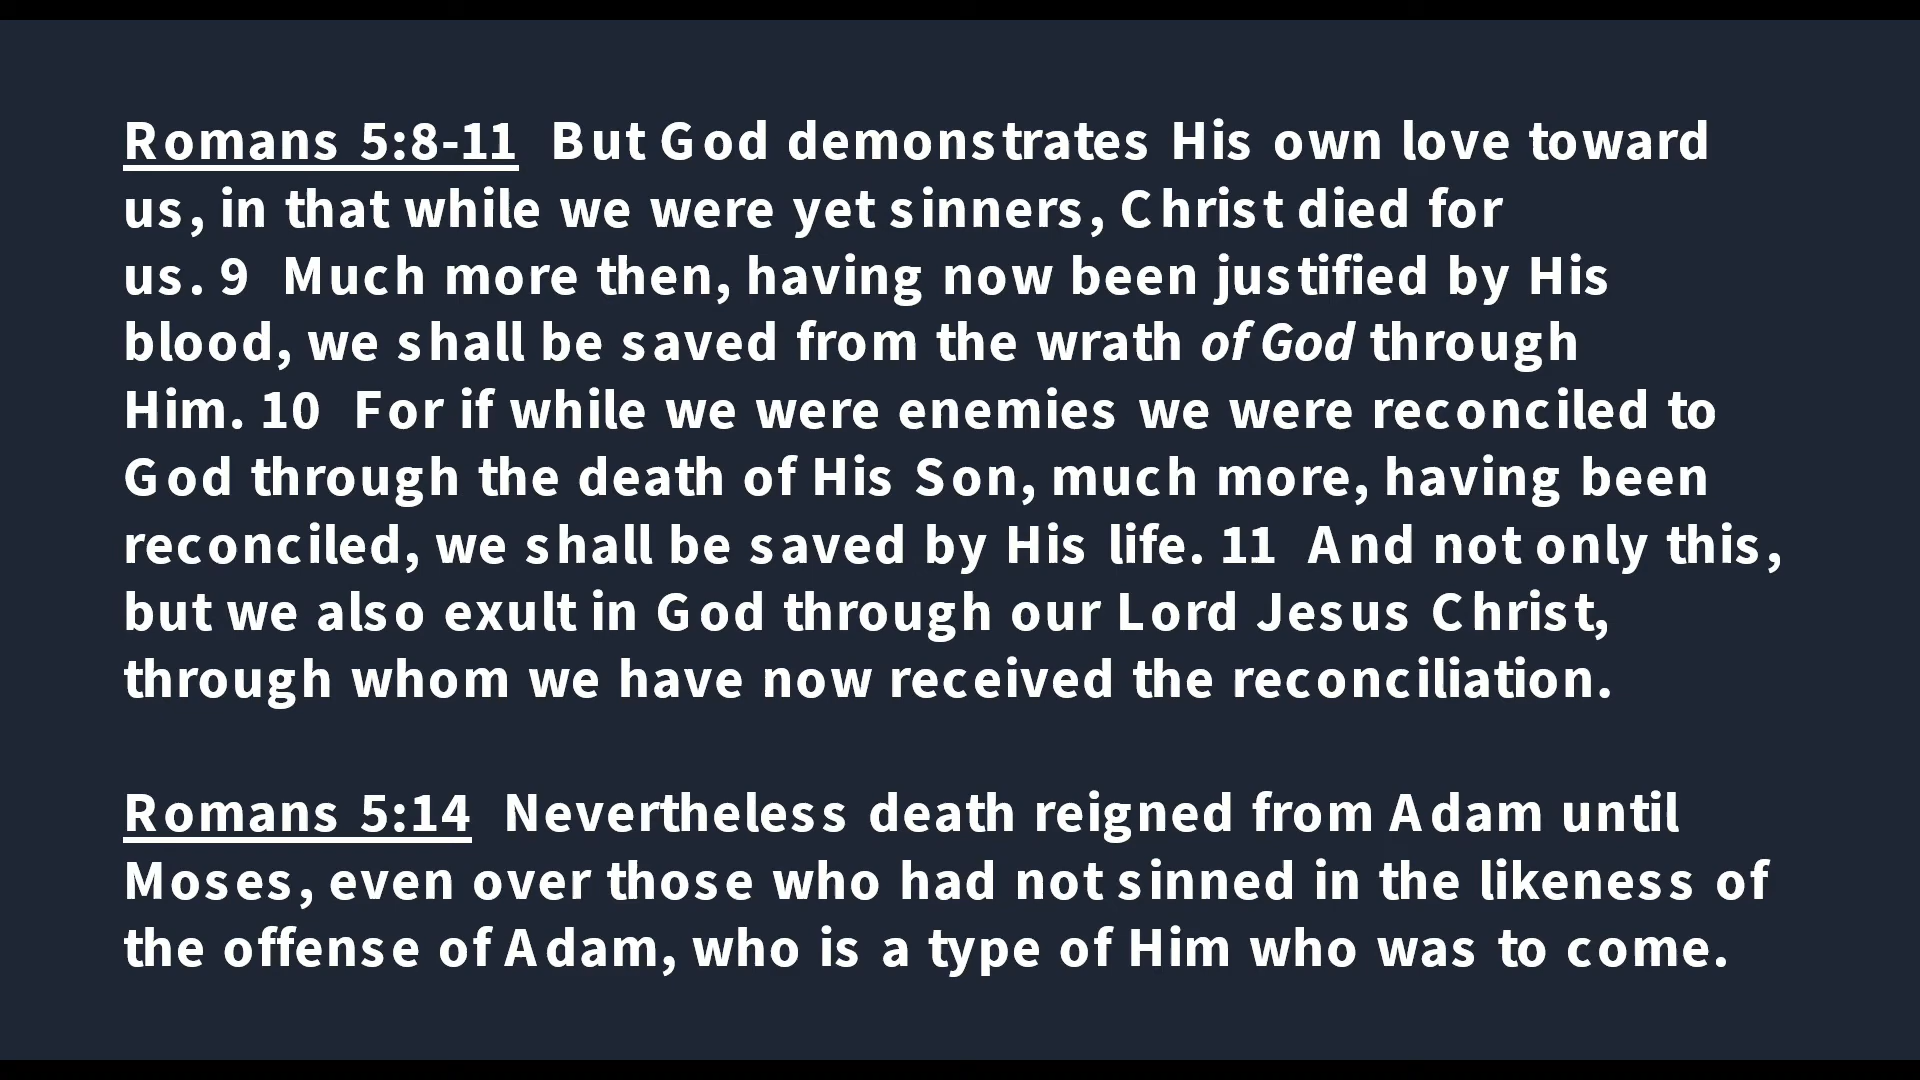 Romans 5:8-11 But God demonstrates His own love toward
us, in that while we were yet sinners, Christ died for
us. 9 Much more then, having now been justified by His
blood, we shall be saved from the wrath of God through
Him. 10 For if while we were enemies we were reconciled to
God through the death of His Son, much more, having been
reconciled, we shall be saved by His life. 11 And not only this,
but we also exult in God through our Lord Jesus Christ,
through whom we have now received the reconciliation.
Romans 5:14 Nevertheless death reigned from Adam until
Moses, even over those who had not sinned in the likeness of
the offense of Adam, who is a type of Him who was to come.